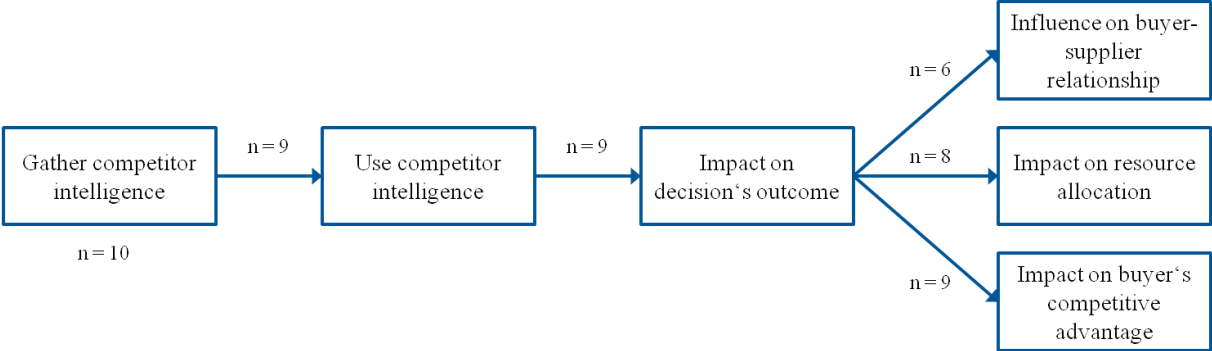 Gather competitor
intelligence
n = 10
n = 9
Use competitor
intelligence
n = 9
Impact on
decision‘s outcome
n = 6
Influence on buyer-
supplier
relationship
n = 8
Impact on resource
allocation
n = 9
Impact on buyer‘s
competitive
advantage